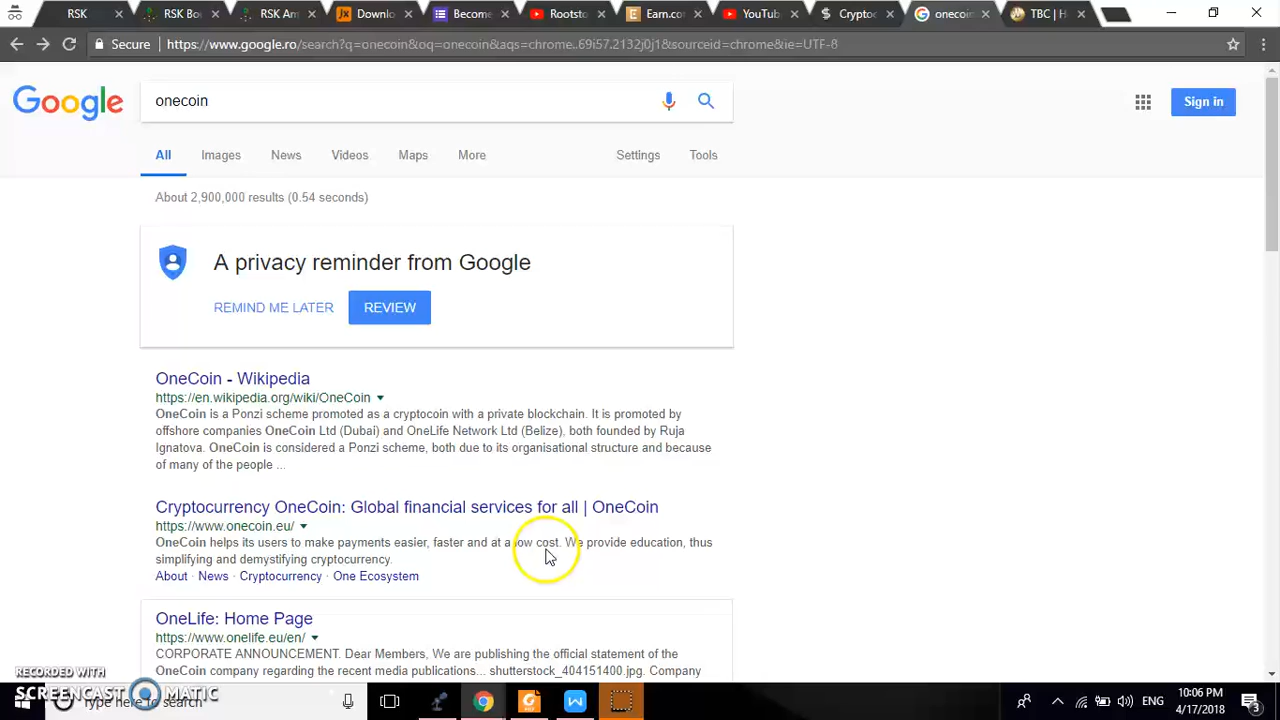 RSK
RSK Bo
RSK Am
Downlo
Become
Rootsto
Earn.co
YouTub
Crypto
onecoin
TBC | H
Secure
https://www.google.ro/search?q=onecoin&oq=onecoin&aqs=chrome..69i57.2132j0j1&sourceid=chrome&ie=UTF-8
Google
onecoin
Sign in
All Images News Videos Maps More Settings Tools
About 2,900,000 results (0.54 seconds)
A privacy reminder from Google
REMIND ME LATER REVIEW
OneCoin - Wikipedia
https://en.wikipedia.org/wiki/OneCoin
OneCoin is a Ponzi scheme promoted as a cryptocoin with a private blockchain. It is promoted by
offshore companies OneCoin Ltd (Dubai) and OneLife Network Ltd (Belize), both founded by Ruja
Ignatova. OneCoin is considered a Ponzi scheme, both due to its organisational structure and because
of many of the people ...
Cryptocurrency OneCoin: Global financial services for all | OneCoin
https://www.onecoin.eu/
OneCoin helps its users to make payments easier, faster and at a low cost. We provide education, thus
simplifying and demystifying cryptocurrency.
About · News · Cryptocurrency · One Ecosystem
OneLife: Home Page
https://www.onelife.eu/en/
CORPORATE ANNOUNCEMENT. Dear Members, We are publishing the official statement of the
OneCoin company regarding the recent media publications... shutterstock_404151400.jpg. Company
RECORDED WITH
SCREENCAST MATIC
Type here to search
ENG
10:06 PM
4/17/2018
3